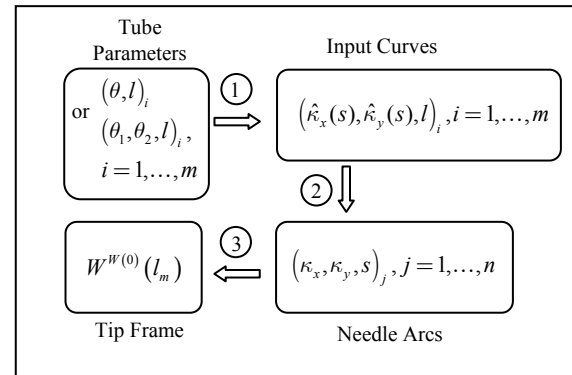 Tube
Parameters
Input Curves
(θ, l)ᵢ
or
(θ₁, θ₂, l)ᵢ,
i = 1,…,m
①
(κ̂ₓ(s), κ̂ᵧ(s), l)ᵢ, i = 1,…,m
②
W^{W(0)}(lₘ)
③
(κₓ, κᵧ, s)ⱼ, j = 1,…,n
Tip Frame
Needle Arcs